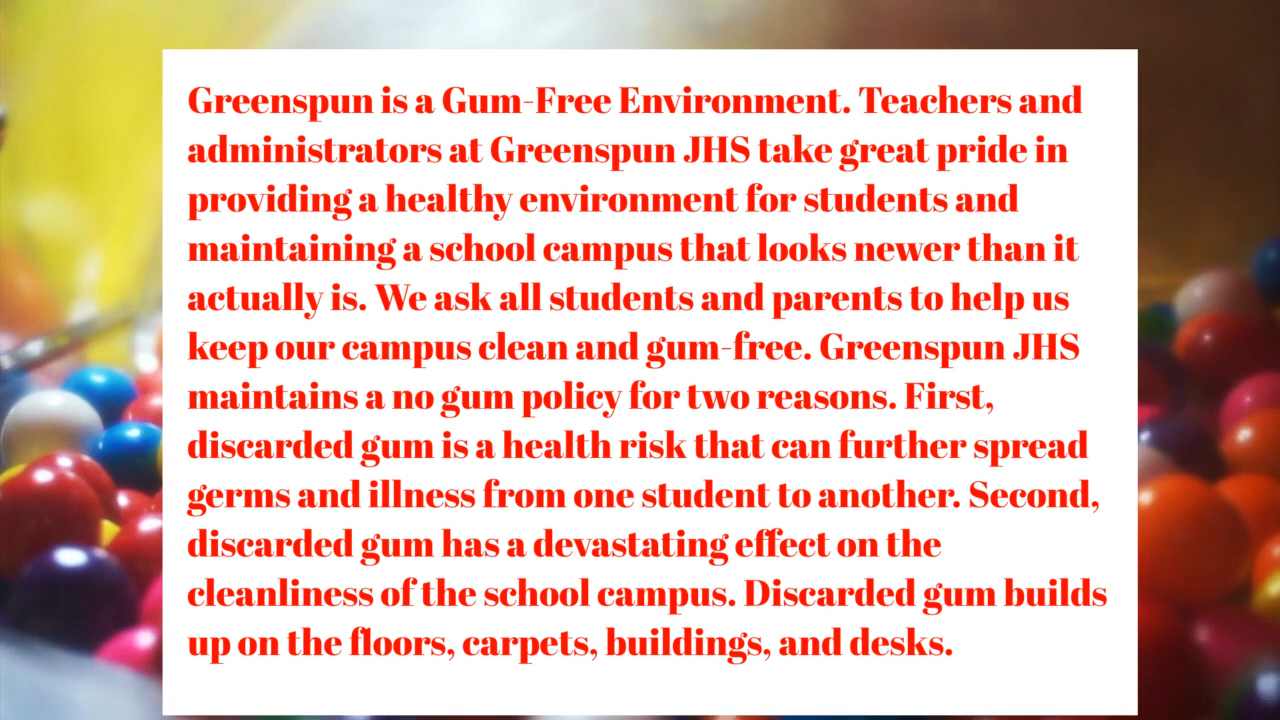 Greenspun is a Gum-Free Environment. Teachers and
administrators at Greenspun JHS take great pride in
providing a healthy environment for students and
maintaining a school campus that looks newer than it
actually is. We ask all students and parents to help us
keep our campus clean and gum-free. Greenspun JHS
maintains a no gum policy for two reasons. First,
discarded gum is a health risk that can further spread
germs and illness from one student to another. Second,
discarded gum has a devastating effect on the
cleanliness of the school campus. Discarded gum builds
up on the floors, carpets, buildings, and desks.